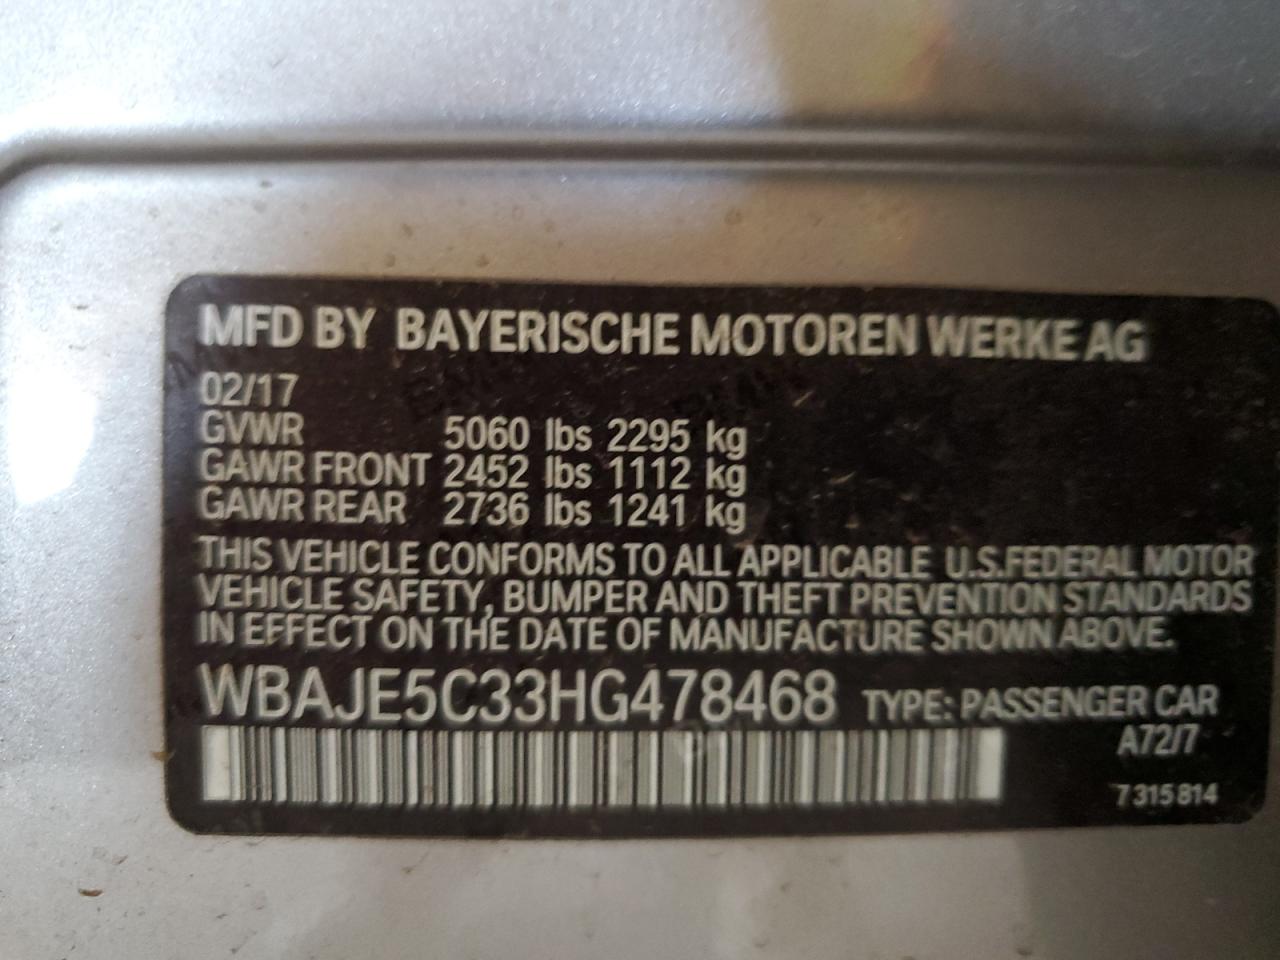 MFD BY BAYERISCHE MOTOREN WERKE AG
02/17
GVWR 5060 lbs 2295 kg
GAWR FRONT 2452 lbs 1112 kg
GAWR REAR 2736 lbs 1241 kg
THIS VEHICLE CONFORMS TO ALL APPLICABLE U.S.FEDERAL MOTOR
VEHICLE SAFETY, BUMPER AND THEFT PREVENTION STANDARDS
IN EFFECT ON THE DATE OF MANUFACTURE SHOWN ABOVE.
WBAJE5C33HG478468 TYPE: PASSENGER CAR
A72/7
7 315 814